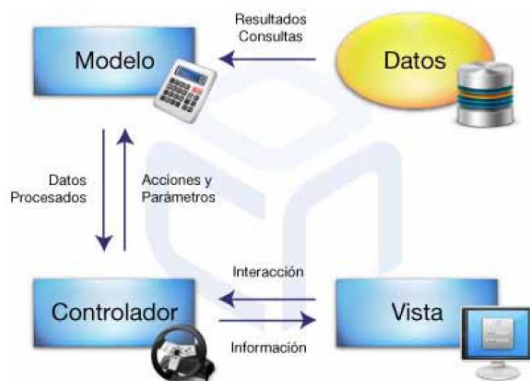 Resultados
Consultas
Modelo
Datos
Datos
Procesados
Acciones y
Parámetros
Interacción
Controlador
Vista
Información